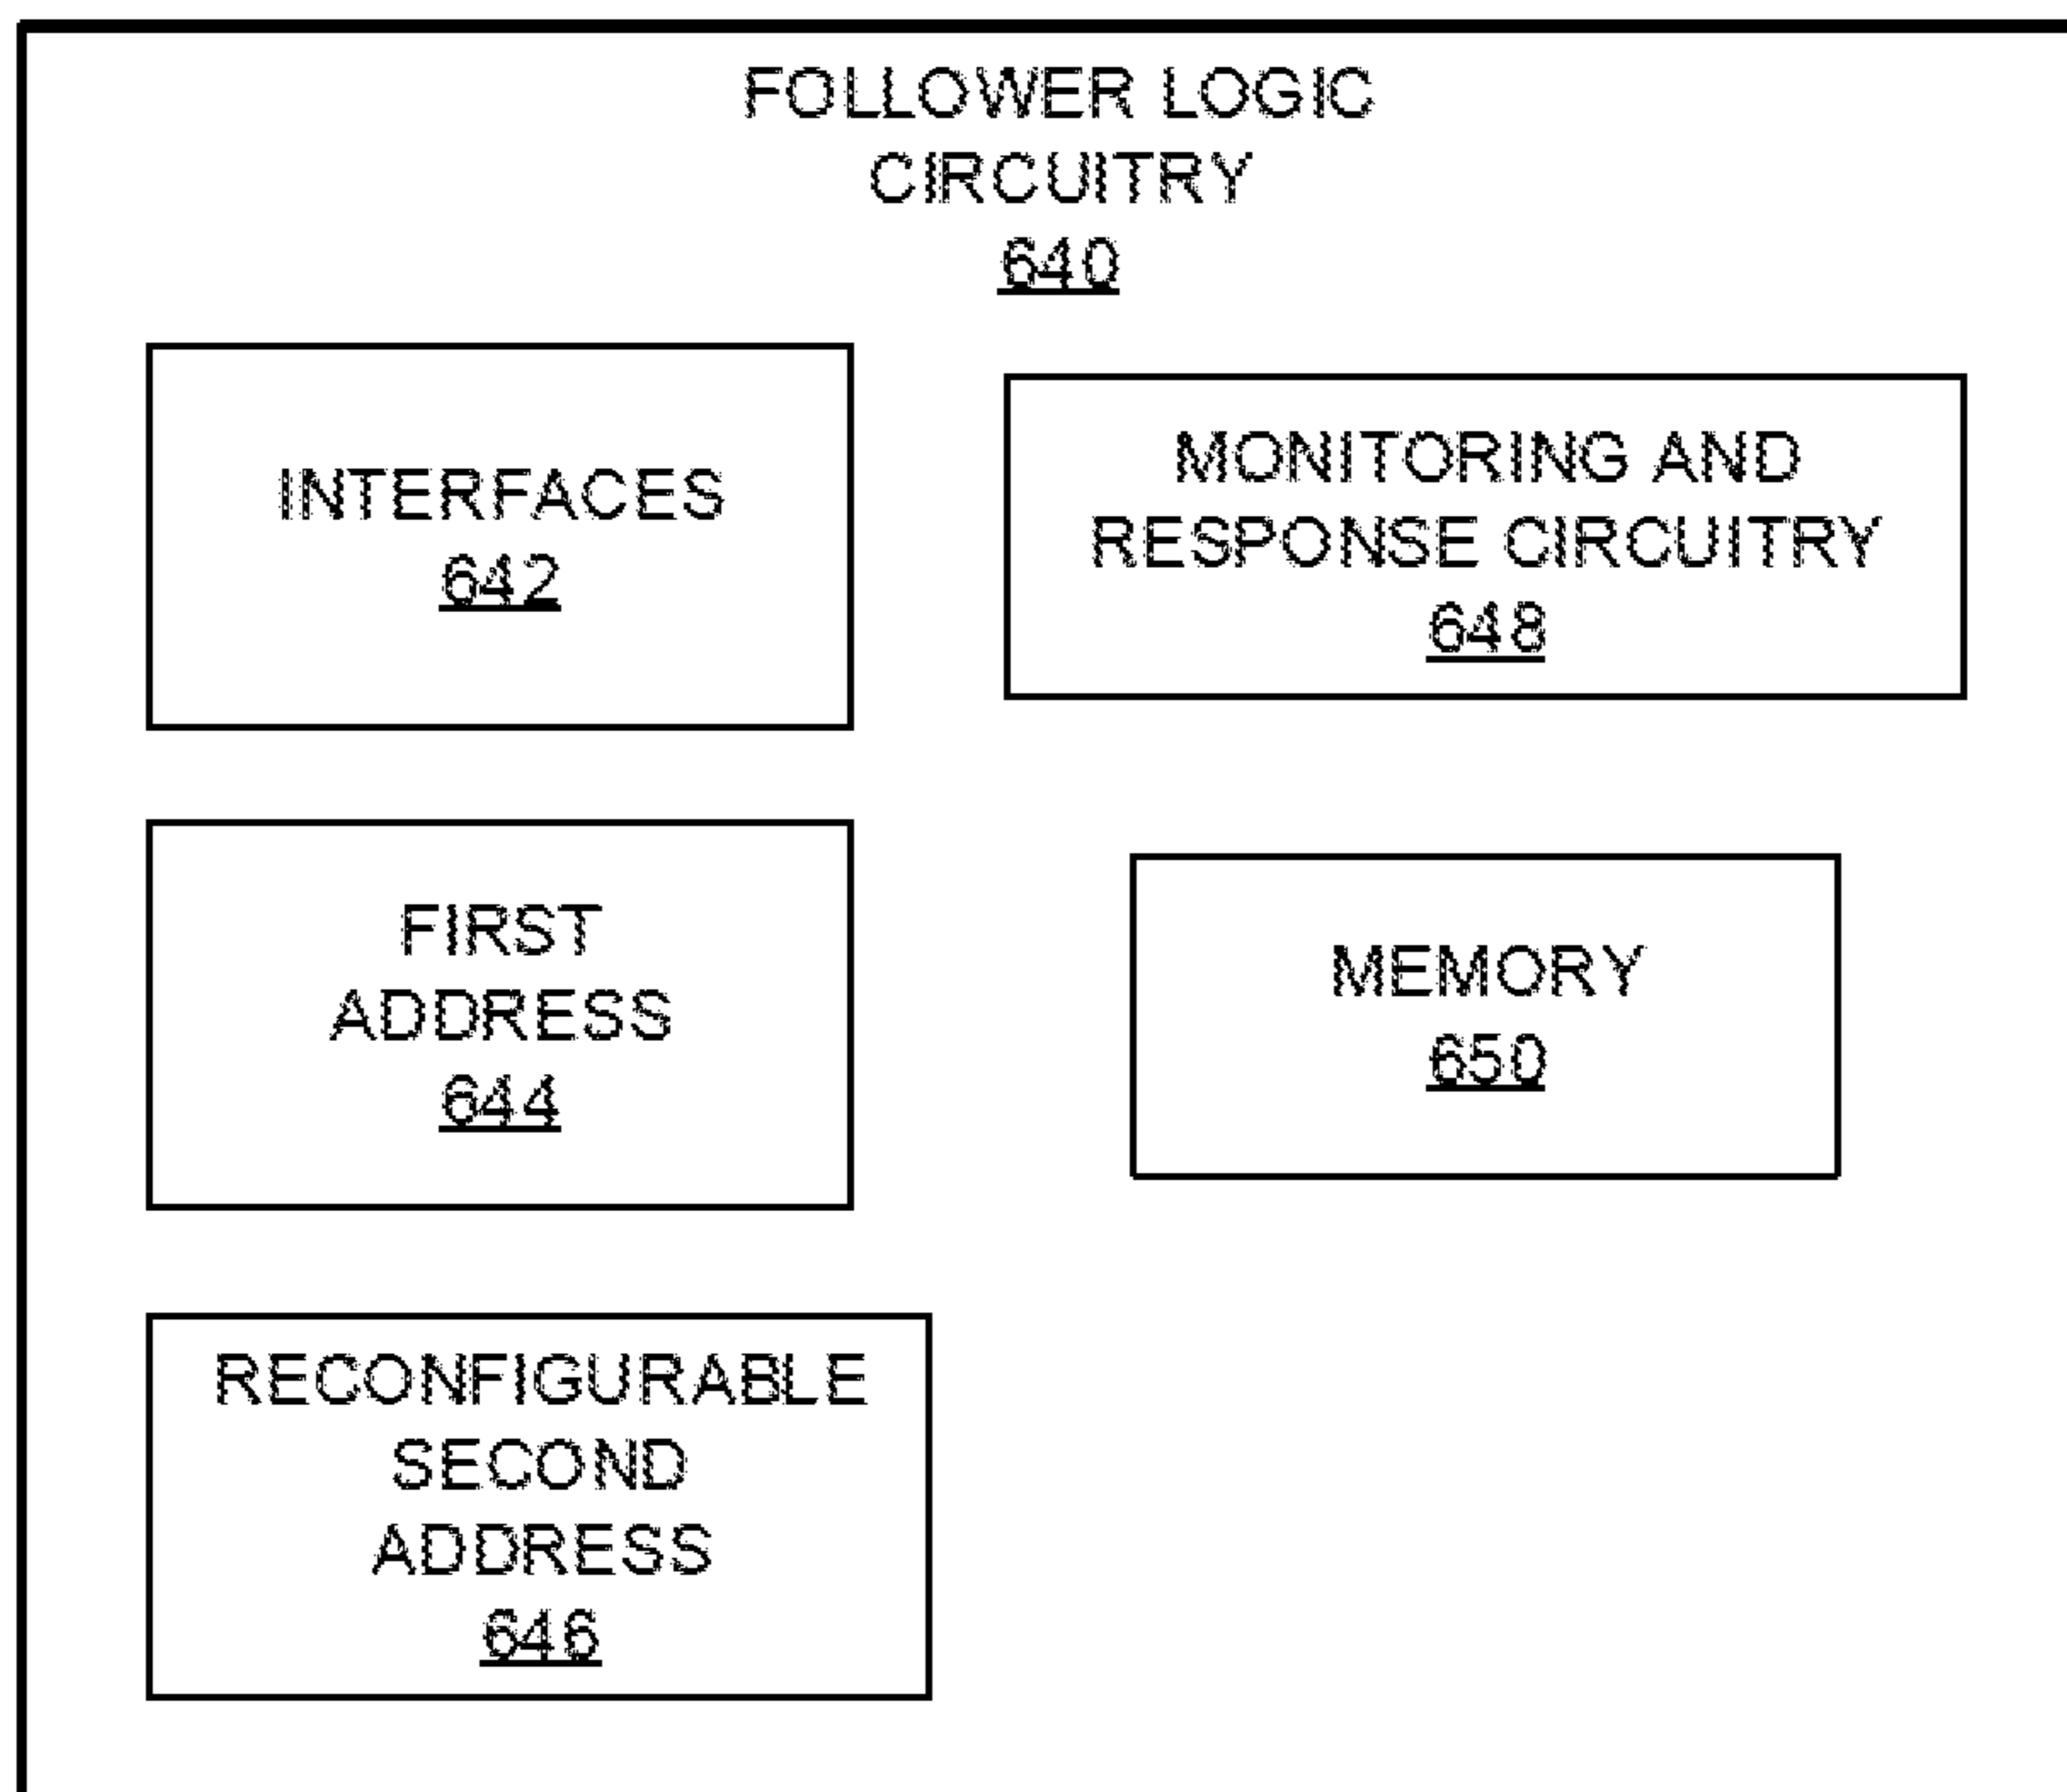 FOLLOWER LOGIC
CIRCUITRY
640
INTERFACES
642
MONITORING AND
RESPONSE CIRCUITRY
648
FIRST
ADDRESS
644
MEMORY
650
RECONFIGURABLE
SECOND
ADDRESS
646